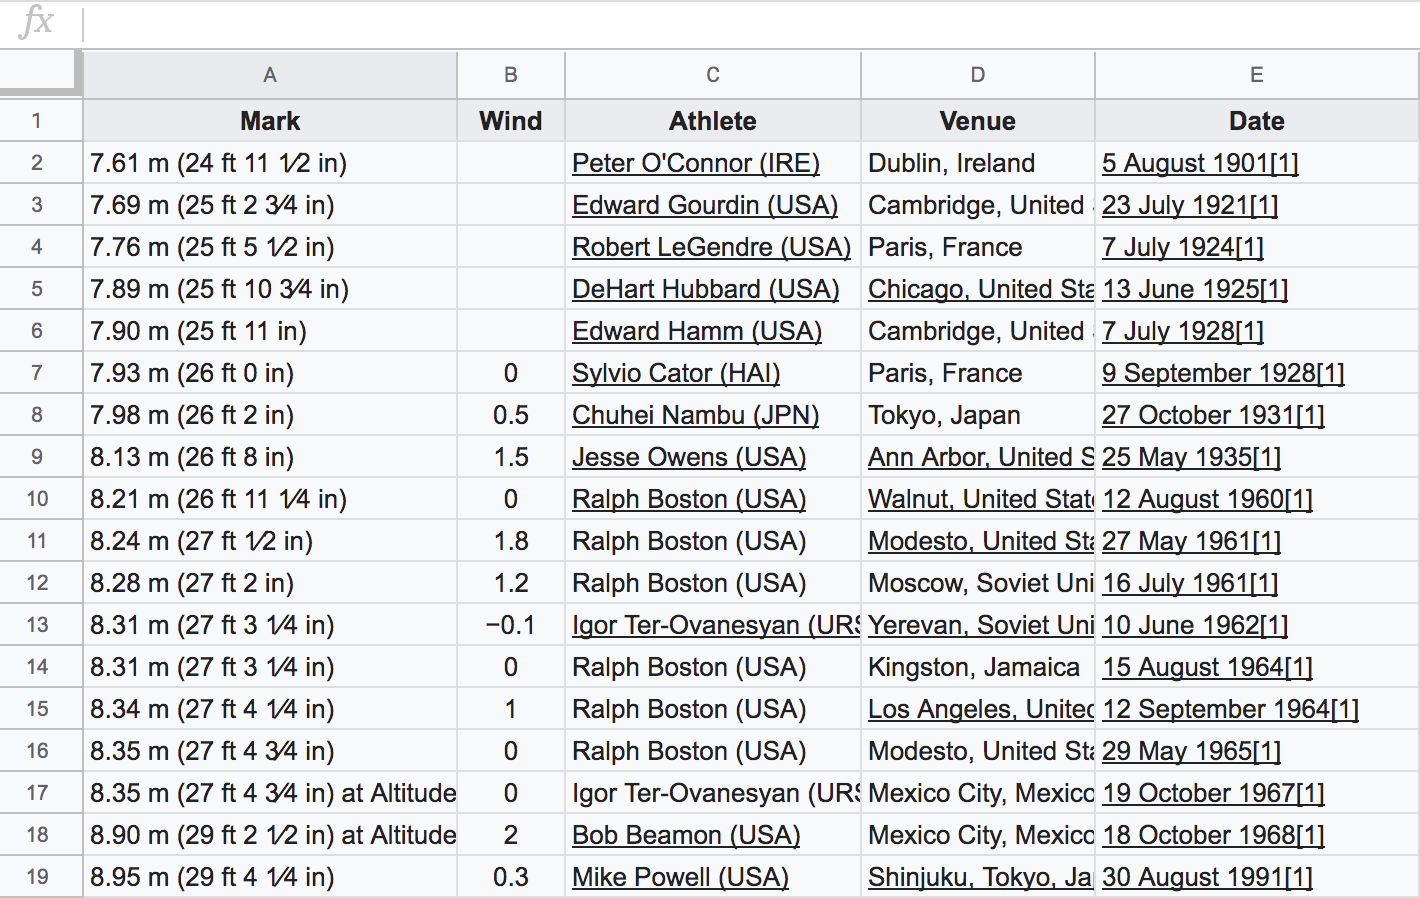 fx
A B C D E
1 Mark Wind Athlete Venue Date
2 7.61 m (24 ft 11 1⁄2 in) Peter O'Connor (IRE) Dublin, Ireland 5 August 1901[1]
3 7.69 m (25 ft 2 3⁄4 in) Edward Gourdin (USA) Cambridge, United 23 July 1921[1]
4 7.76 m (25 ft 5 1⁄2 in) Robert LeGendre (USA) Paris, France 7 July 1924[1]
5 7.89 m (25 ft 10 3⁄4 in) DeHart Hubbard (USA) Chicago, United Sta 13 June 1925[1]
6 7.90 m (25 ft 11 in) Edward Hamm (USA) Cambridge, United 7 July 1928[1]
7 7.93 m (26 ft 0 in) 0 Sylvio Cator (HAI) Paris, France 9 September 1928[1]
8 7.98 m (26 ft 2 in) 0.5 Chuhei Nambu (JPN) Tokyo, Japan 27 October 1931[1]
9 8.13 m (26 ft 8 in) 1.5 Jesse Owens (USA) Ann Arbor, United S 25 May 1935[1]
10 8.21 m (26 ft 11 1⁄4 in) 0 Ralph Boston (USA) Walnut, United State 12 August 1960[1]
11 8.24 m (27 ft 1⁄2 in) 1.8 Ralph Boston (USA) Modesto, United Sta 27 May 1961[1]
12 8.28 m (27 ft 2 in) 1.2 Ralph Boston (USA) Moscow, Soviet Uni 16 July 1961[1]
13 8.31 m (27 ft 3 1⁄4 in) −0.1 Igor Ter-Ovanesyan (URS Yerevan, Soviet Uni 10 June 1962[1]
14 8.31 m (27 ft 3 1⁄4 in) 0 Ralph Boston (USA) Kingston, Jamaica 15 August 1964[1]
15 8.34 m (27 ft 4 1⁄4 in) 1 Ralph Boston (USA) Los Angeles, United 12 September 1964[1]
16 8.35 m (27 ft 4 3⁄4 in) 0 Ralph Boston (USA) Modesto, United Sta 29 May 1965[1]
17 8.35 m (27 ft 4 3⁄4 in) at Altitude 0 Igor Ter-Ovanesyan (URS Mexico City, Mexico 19 October 1967[1]
18 8.90 m (29 ft 2 1⁄2 in) at Altitude 2 Bob Beamon (USA) Mexico City, Mexico 18 October 1968[1]
19 8.95 m (29 ft 4 1⁄4 in) 0.3 Mike Powell (USA) Shinjuku, Tokyo, Ja 30 August 1991[1]